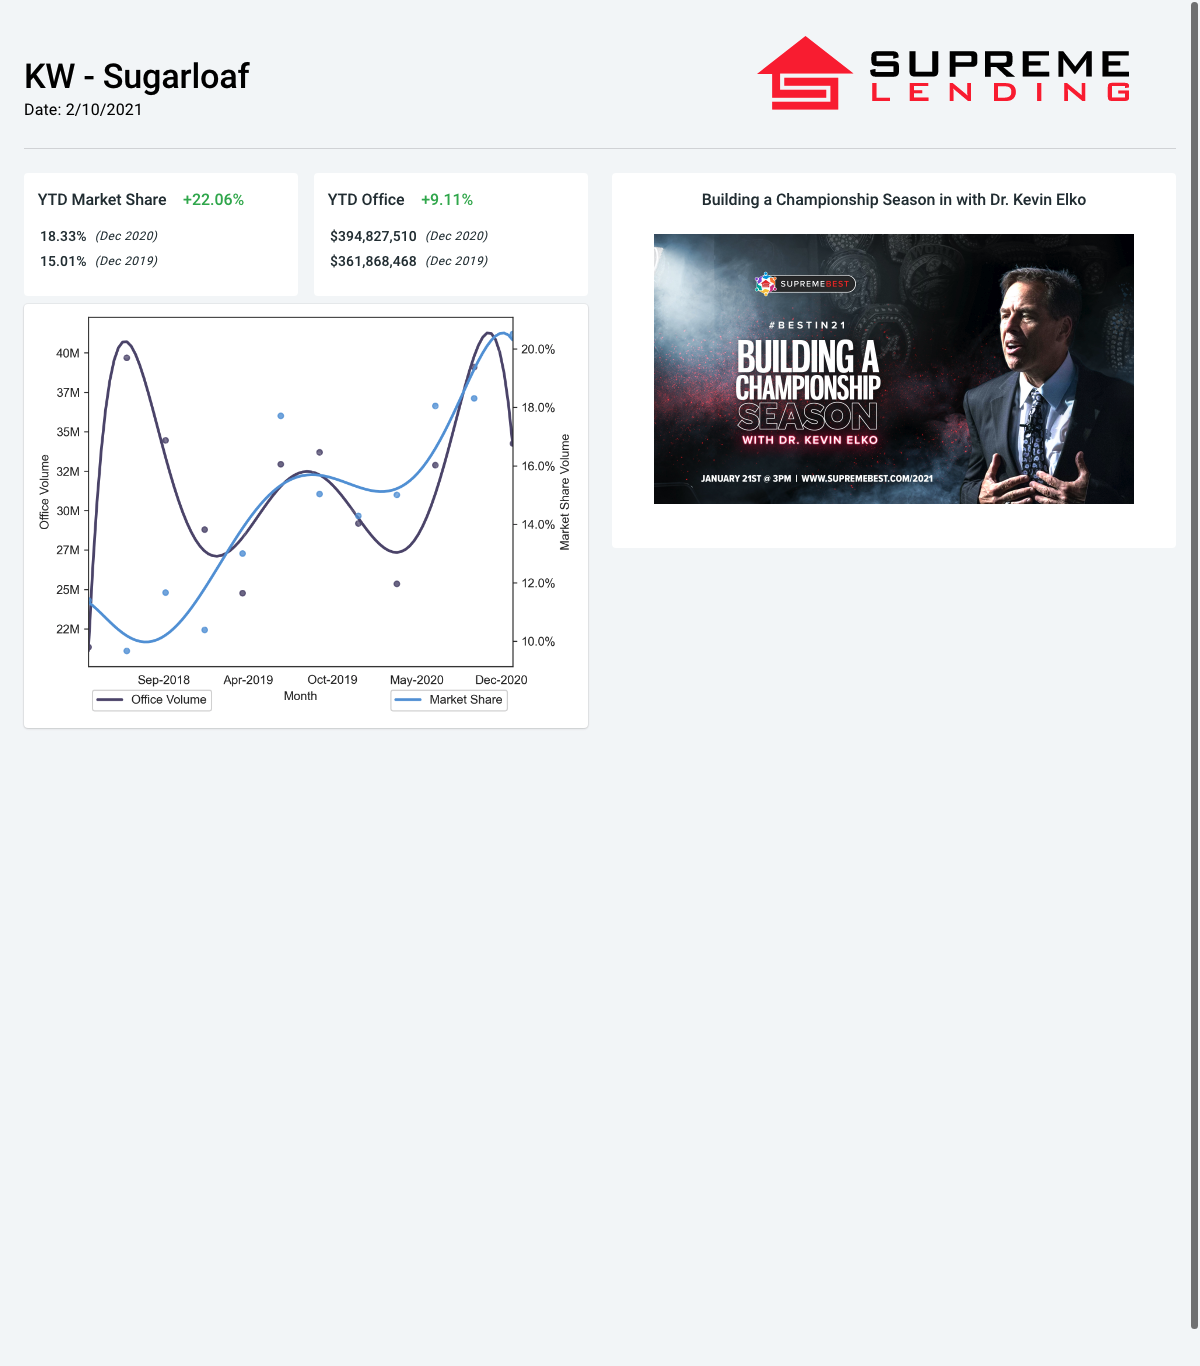 KW - Sugarloaf
Date: 2/10/2021
SUPREME
LENDING
YTD Market Share +22.06%
18.33% (Dec 2020)
15.01% (Dec 2019)
YTD Office +9.11%
$394,827,510 (Dec 2020)
$361,868,468 (Dec 2019)
Office Volume
40M
37M
35M
32M
30M
27M
25M
22M
20.0%
18.0%
16.0%
14.0%
12.0%
10.0%
Market Share Volume
Sep-2018 Apr-2019 Oct-2019 May-2020 Dec-2020
Month
Office Volume
Market Share
Building a Championship Season in with Dr. Kevin Elko
SUPREMEBEST
#BESTIN21
BUILDING A
CHAMPIONSHIP
SEASON
WITH DR. KEVIN ELKO
JANUARY 21ST @ 3PM | WWW.SUPREMEBEST.COM/2021